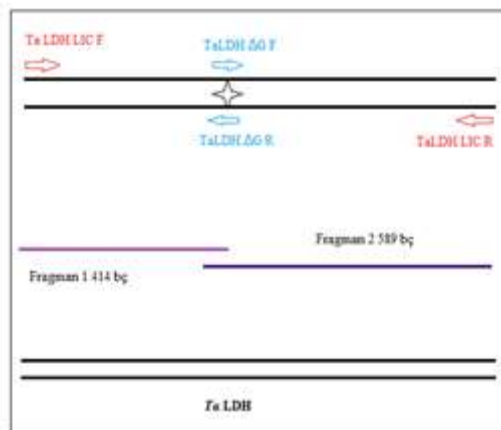 Ta LDH LIC F
TaLDH ΔG F
TaLDH ΔG R
TaLDH LIC R
Fragman 2 589 bç
Fragman 1 414 bç
Ta LDH